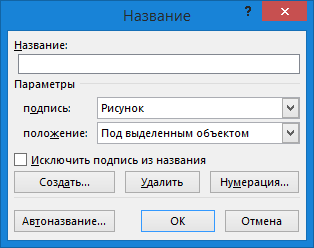 Название
Название:
Параметры
подпись: Рисунок
положение: Под выделенным объектом
Исключить подпись из названия
Создать... Удалить Нумерация...
Автоназвание... ОК Отмена